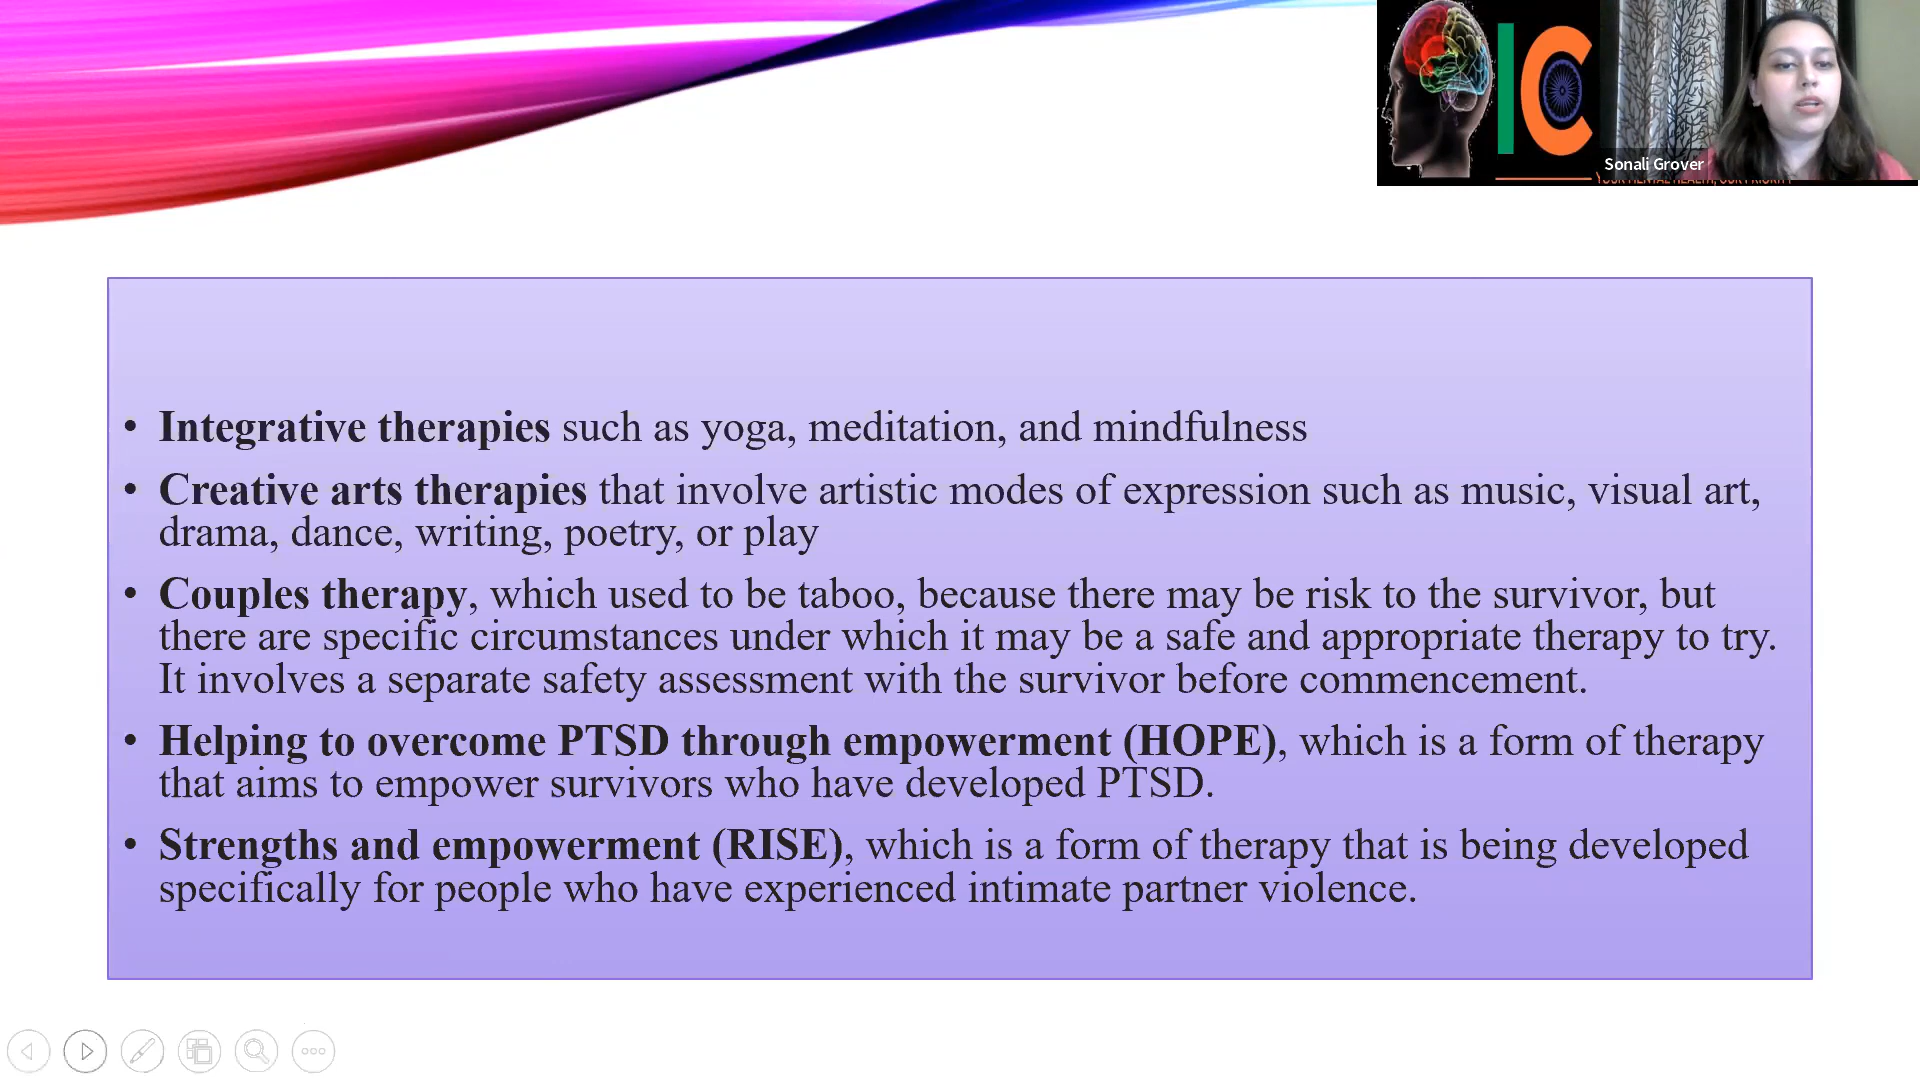 IC
Sonali Grover
YOUR MENTAL HEALTH, OUR PRIORITY
• Integrative therapies such as yoga, meditation, and mindfulness
• Creative arts therapies that involve artistic modes of expression such as music, visual art,
drama, dance, writing, poetry, or play
• Couples therapy, which used to be taboo, because there may be risk to the survivor, but
there are specific circumstances under which it may be a safe and appropriate therapy to try.
It involves a separate safety assessment with the survivor before commencement.
• Helping to overcome PTSD through empowerment (HOPE), which is a form of therapy
that aims to empower survivors who have developed PTSD.
• Strengths and empowerment (RISE), which is a form of therapy that is being developed
specifically for people who have experienced intimate partner violence.